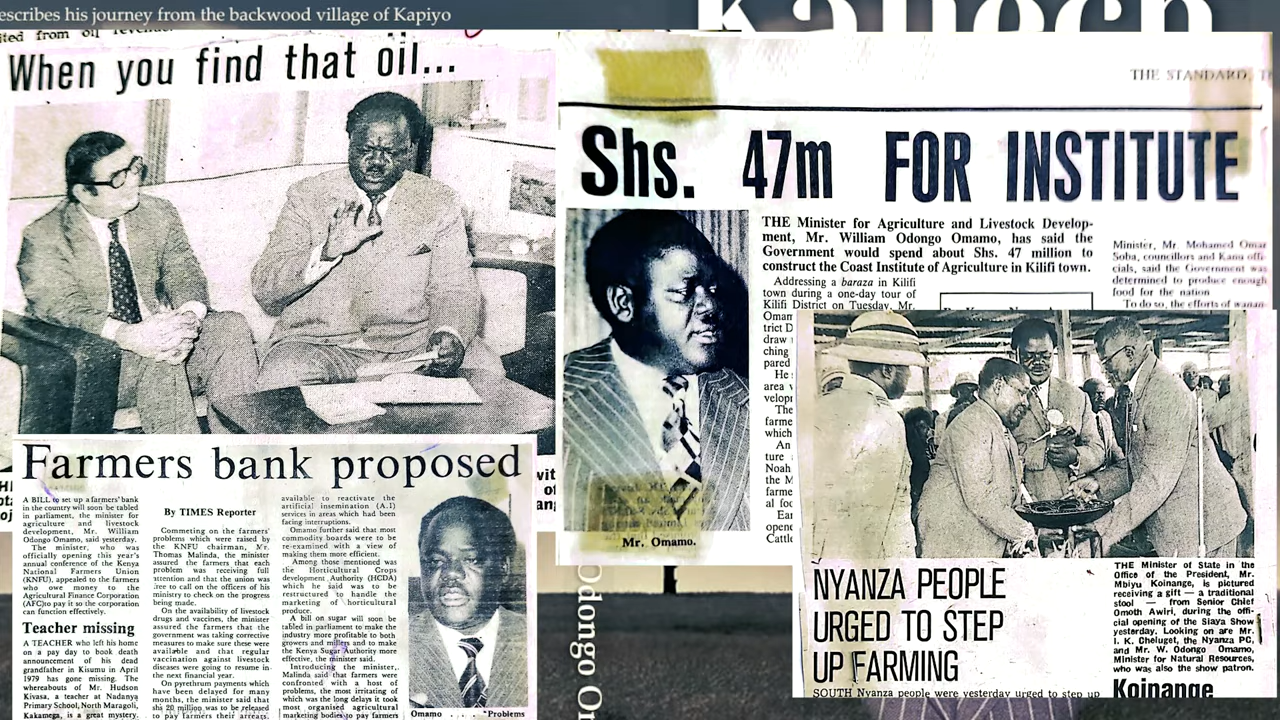 escribes his journey from the backwood village of Kapiyo
When you find that oil...
THE STANDARD,
Shs. 47m FOR INSTITUTE
THE Minister for Agriculture and Livestock Develop-
ment, Mr. William Odongo Omamo, has said the
Government would spend about Shs. 47 million to
construct the Coast Institute of Agriculture in Kilifi town.
Addressing a baraza in Kilifi
town during a one-day tour of
Kilifi District on Tuesday, Mr.
Minister, Mr. Mohamed Omar
Soba, councillors and Kanu offi-
cials, said the Government was
determined to produce enough
food for the nation
To do so, the efforts of wanan-
Mr. Omamo.
Farmers bank proposed
A BILL to set up a farmers' bank
in the country will soon be tabled
in parliament, the minister for
agriculture and livestock
development, Mr. William
Odongo Omamo, said yesterday.
The minister, who was
officially opening this year's
annual conference of the Kenya
National Farmers Union
(KNFU), appealed to the farmers
who owe money to the
Agricultural Finance Corporation
(AFC)to pay it so the corporation
can function effectively.
Teacher missing
A TEACHER who left his home
on a pay day to book death
announcement of his dead
grandfather in Kisumu in April
1979 has gone missing. The
whereabouts of Mr. Hudson
Kivasa, a teacher at Nadanya
Primary School, North Maragoli,
Kakamega, is a great mystery.
By TIMES Reporter
Commeting on the farmers'
problems which were raised by
the KNFU chairman, Mr.
Thomas Malinda, the minister
assured the farmers that each
problem was receiving full
attention and that the union was
free to call on the officers of his
ministry to check on the progress
being made.
On the availability of livestock
drugs and vaccines, the minister
assured the farmers that the
government was taking corrective
measures to make sure these were
available and that regular
vaccination against livestock
diseases were going to resume in
the next financial year.
On pyrethrum payments which
have been delayed for many
months, the minister said that
sh 20 million was to be released
to pay farmers their arrears.
available to reactivate the
artificial insemination (A.I)
services in areas which had been
facing interruptions.
Omamo further said that most
commodity boards were to be
re-examined with a view of
making them more efficient.
Among those mentioned was
the Horticultural Crops
development Authority (HCDA)
which he said was to be
restructured to handle the
marketing of horticultural
produce.
A bill on sugar will soon be
tabled in parliament to make the
industry more profitable to both
growers and millers and to make
the Kenya Sugar Authority more
effective, the minister said.
Introducing the minister,
Malinda said that farmers were
confronted with a host of
problems, the most irritating of
which was the long delays it took
most organised agricultural
marketing bodies to pay farmers
Omamo . . . "Problems
NYANZA PEOPLE
URGED TO STEP
UP FARMING
SOUTH Nyanza people were yesterday urged to step up
THE Minister of State in the
Office of the President, Mr.
Mbiyu Koinange, is pictured
receiving a gift — a traditional
stool — from Senior Chief
Omoth Awiri, during the offi-
cial opening of the Siaya Show
yesterday. Looking on are Mr.
I. K. Cheluget, the Nyanza PC,
and Mr. W. Odongo Omamo,
Minister for Natural Resources,
who was also the show patron.
Koinange
Odongo